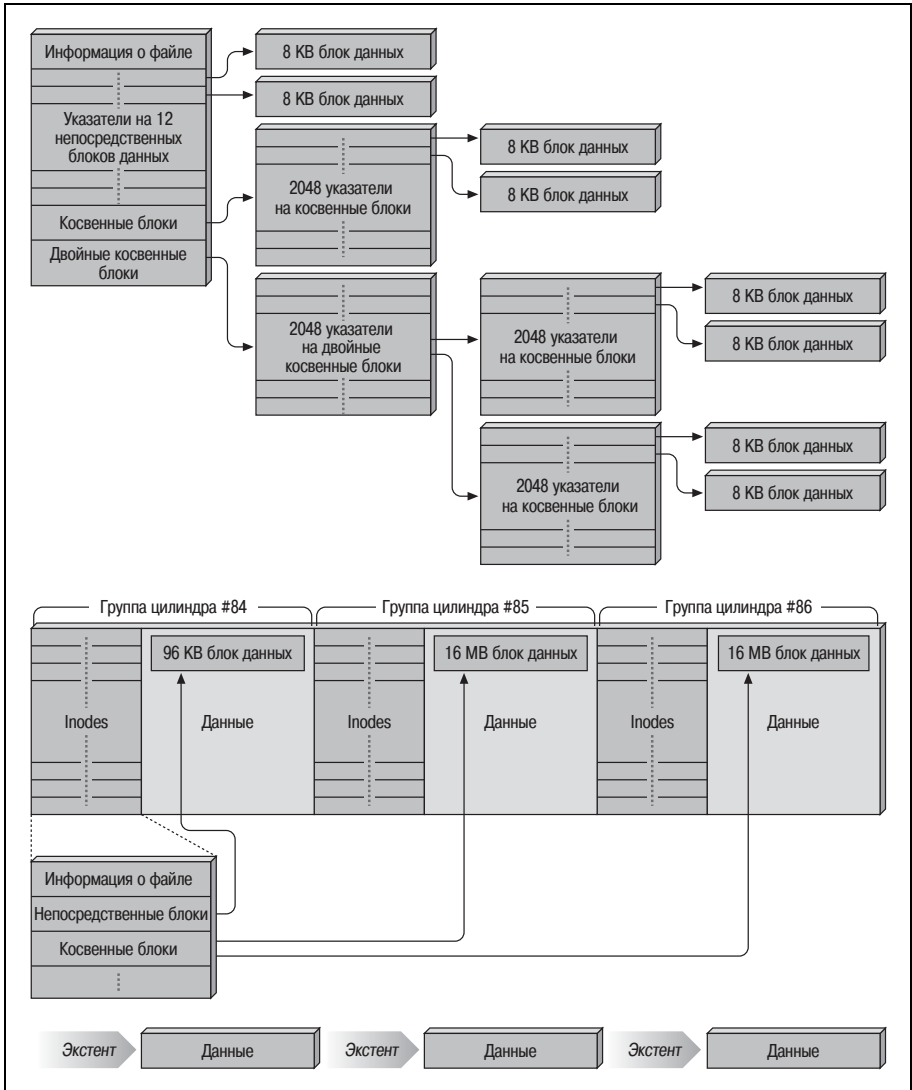 Информация о файле
8 KB блок данных
8 KB блок данных
Указатели на 12
непосредственных
блоков данных
Косвенные блоки
Двойные косвенные
блоки
2048 указатели
на косвенные блоки
8 KB блок данных
8 KB блок данных
2048 указатели
на двойные
косвенные блоки
2048 указатели
на косвенные блоки
8 KB блок данных
8 KB блок данных
2048 указатели
на косвенные блоки
8 KB блок данных
8 KB блок данных
Группа цилиндра #84
Группа цилиндра #85
Группа цилиндра #86
96 KB блок данных
16 MB блок данных
16 MB блок данных
Inodes
Данные
Inodes
Данные
Inodes
Данные
Информация о файле
Непосредственные блоки
Косвенные блоки
Экстент
Данные
Экстент
Данные
Экстент
Данные